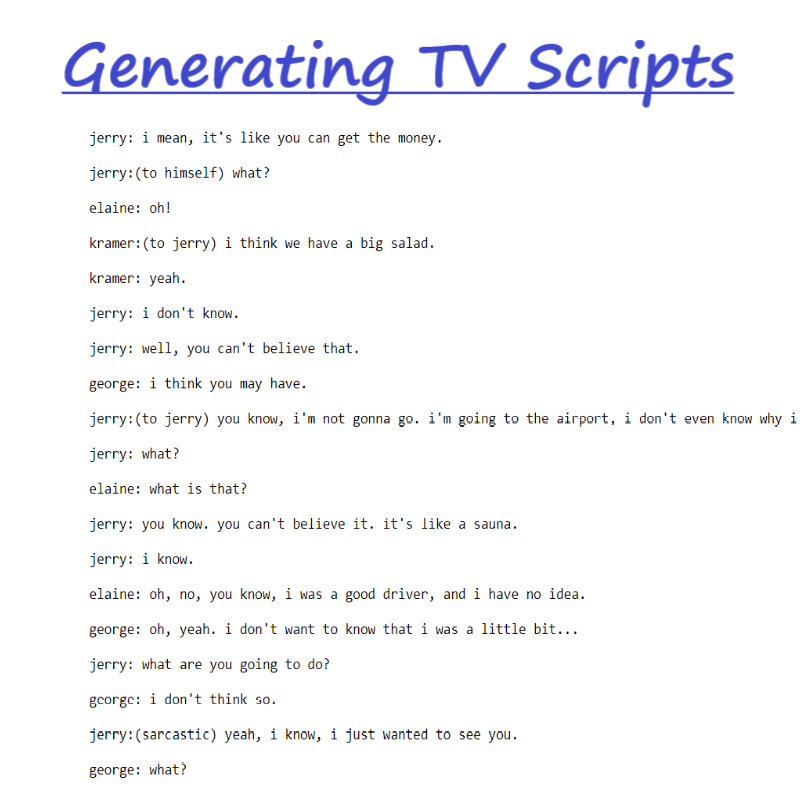 Generating TV Scripts
jerry: i mean, it's like you can get the money.
jerry:(to himself) what?
elaine: oh!
kramer:(to jerry) i think we have a big salad.
kramer: yeah.
jerry: i don't know.
jerry: well, you can't believe that.
george: i think you may have.
jerry:(to jerry) you know, i'm not gonna go. i'm going to the airport, i don't even know why i
jerry: what?
elaine: what is that?
jerry: you know. you can't believe it. it's like a sauna.
jerry: i know.
elaine: oh, no, you know, i was a good driver, and i have no idea.
george: oh, yeah. i don't want to know that i was a little bit...
jerry: what are you going to do?
george: i don't think so.
jerry:(sarcastic) yeah, i know, i just wanted to see you.
george: what?